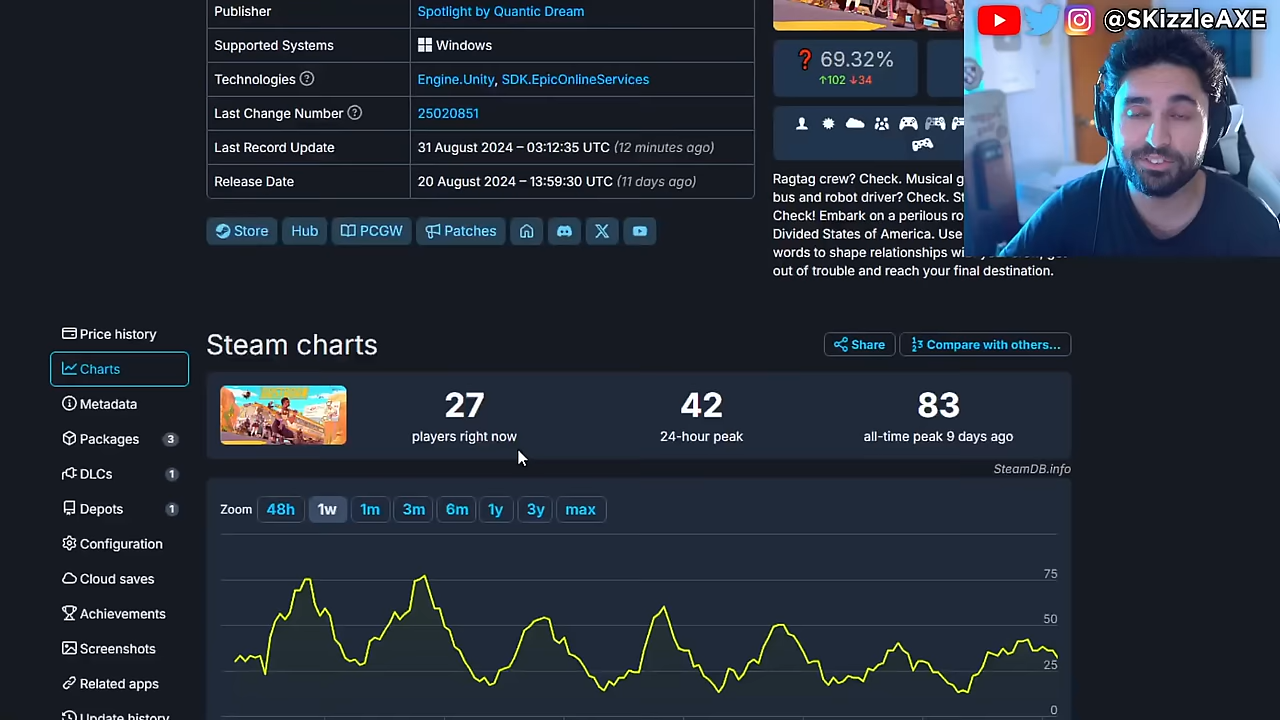 Publisher
Spotlight by Quantic Dream
Supported Systems
Windows
Technologies
Engine.Unity, SDK.EpicOnlineServices
Last Change Number
25020851
Last Record Update
31 August 2024 – 03:12:35 UTC (12 minutes ago)
Release Date
20 August 2024 – 13:59:30 UTC (11 days ago)
Store
Hub
PCGW
Patches
69.32%
↑102 ↓34
@SKizzleAXE
Ragtag crew? Check. Musical
bus and robot driver? Check.
Check! Embark on a perilous
Divided States of America. Use
words to shape relationships
out of trouble and reach your final destination.
Price history
Charts
Metadata
Packages 3
DLCs 1
Depots 1
Configuration
Cloud saves
Achievements
Screenshots
Related apps
Update history
Steam charts
Share
Compare with others...
27
players right now
42
24-hour peak
83
all-time peak 9 days ago
SteamDB.info
Zoom 48h 1w 1m 3m 6m 1y 3y max
75
50
25
0